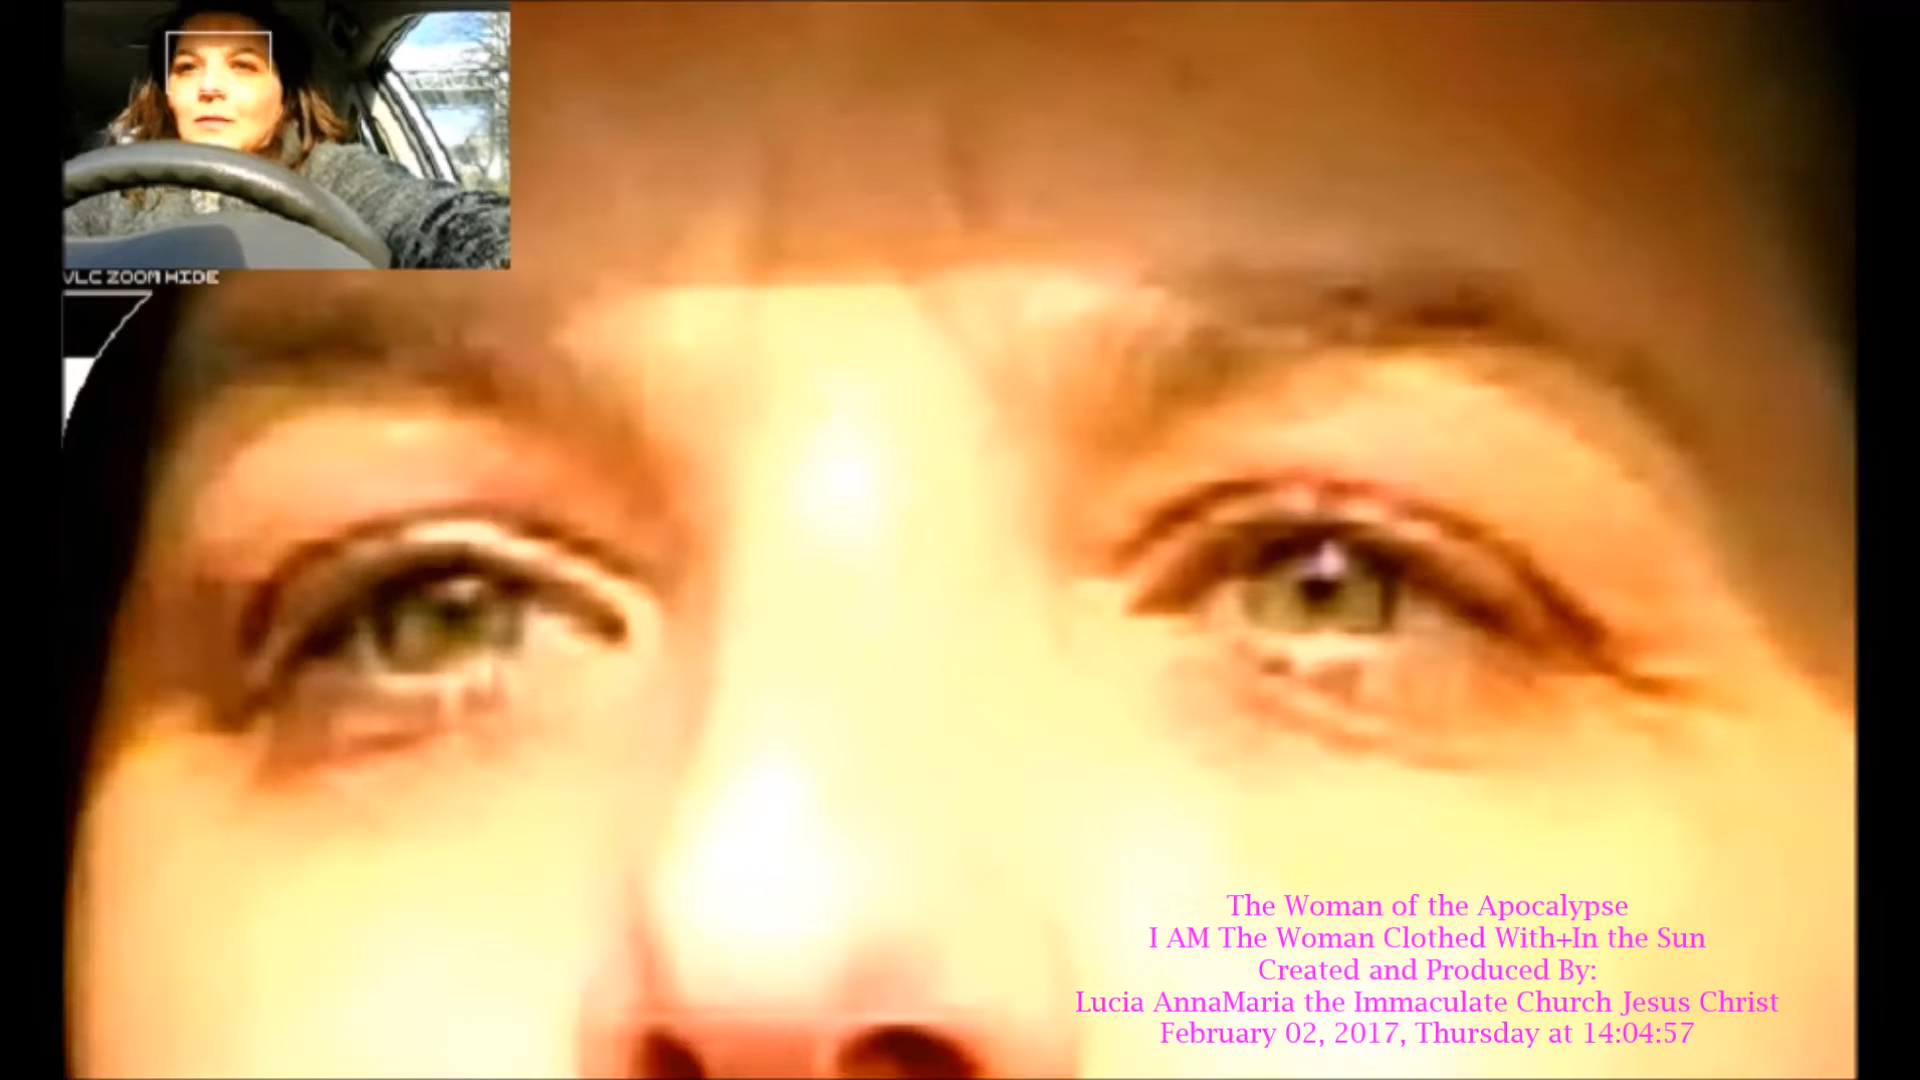 VLC ZOOM HIDE
The Woman of the Apocalypse
I AM The Woman Clothed With+In the Sun
Created and Produced By:
Lucia AnnaMaria the Immaculate Church Jesus Christ
February 02, 2017, Thursday at 14:04:57